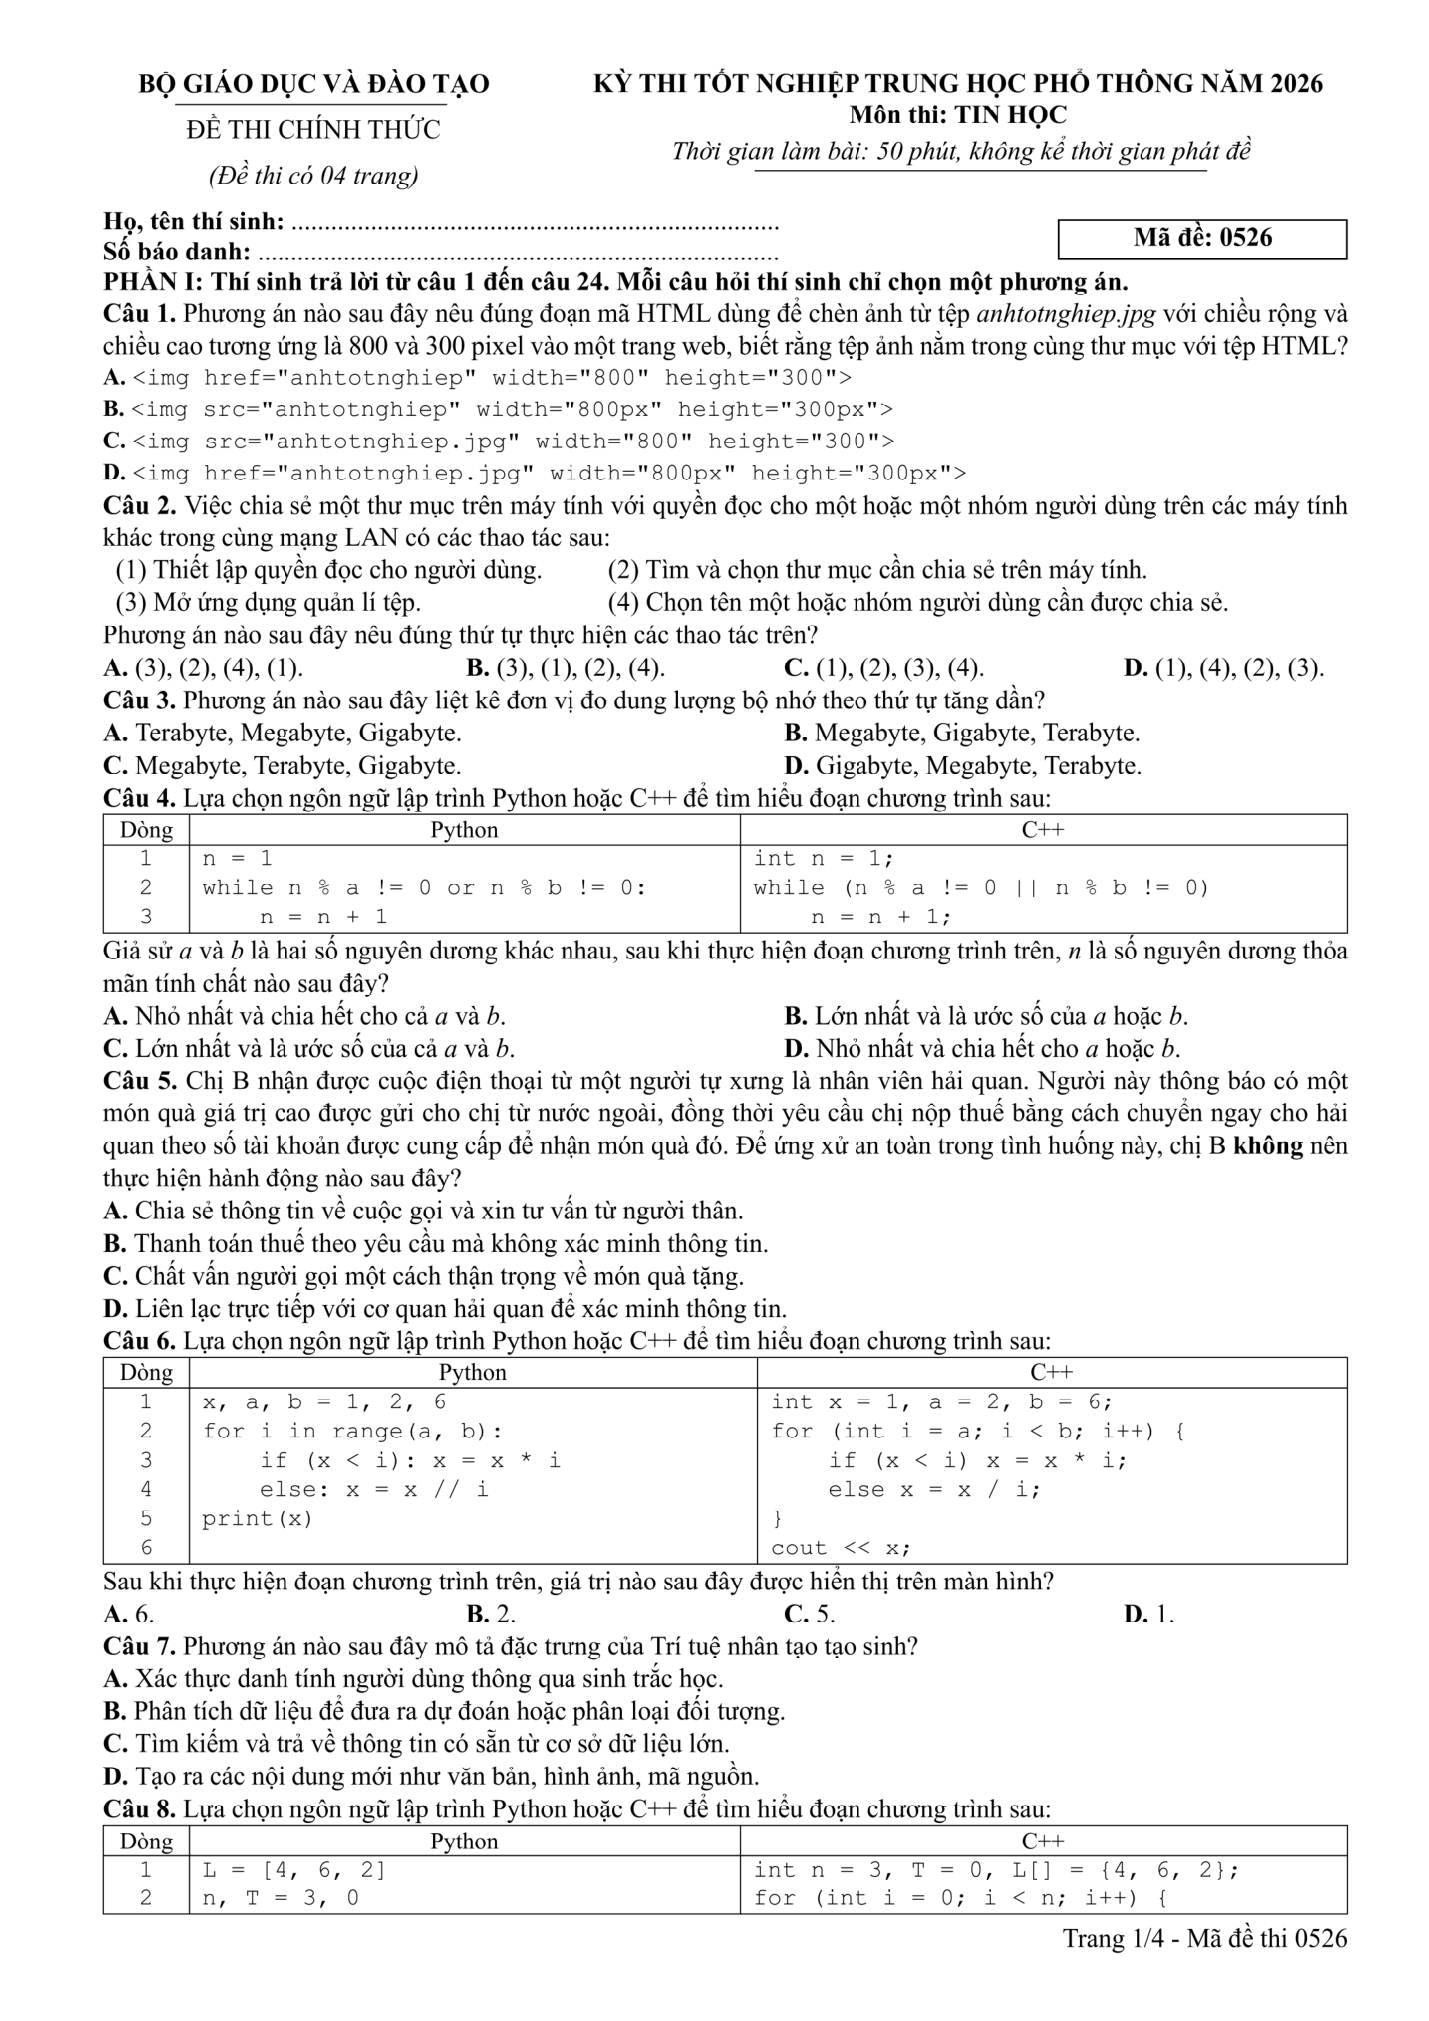 BỘ GIÁO DỤC VÀ ĐÀO TẠO
ĐỀ THI CHÍNH THỨC
(Đề thi có 04 trang)
KỲ THI TỐT NGHIỆP TRUNG HỌC PHỔ THÔNG NĂM 2026
Môn thi: TIN HỌC
Thời gian làm bài: 50 phút, không kể thời gian phát đề
Họ, tên thí sinh: ..........................................................................
Số báo danh: ...............................................................................
Mã đề: 0526
PHẦN I: Thí sinh trả lời từ câu 1 đến câu 24. Mỗi câu hỏi thí sinh chỉ chọn một phương án.
Câu 1. Phương án nào sau đây nêu đúng đoạn mã HTML dùng để chèn ảnh từ tệp anhtotnghiep.jpg với chiều rộng và
chiều cao tương ứng là 800 và 300 pixel vào một trang web, biết rằng tệp ảnh nằm trong cùng thư mục với tệp HTML?
A. <img href="anhtotnghiep" width="800" height="300">
B. <img src="anhtotnghiep" width="800px" height="300px">
C. <img src="anhtotnghiep.jpg" width="800" height="300">
D. <img href="anhtotnghiep.jpg" width="800px" height="300px">
Câu 2. Việc chia sẻ một thư mục trên máy tính với quyền đọc cho một hoặc một nhóm người dùng trên các máy tính
khác trong cùng mạng LAN có các thao tác sau:
(1) Thiết lập quyền đọc cho người dùng. (2) Tìm và chọn thư mục cần chia sẻ trên máy tính.
(3) Mở ứng dụng quản lí tệp. (4) Chọn tên một hoặc nhóm người dùng cần được chia sẻ.
Phương án nào sau đây nêu đúng thứ tự thực hiện các thao tác trên?
A. (3), (2), (4), (1). B. (3), (1), (2), (4). C. (1), (2), (3), (4). D. (1), (4), (2), (3).
Câu 3. Phương án nào sau đây liệt kê đơn vị đo dung lượng bộ nhớ theo thứ tự tăng dần?
A. Terabyte, Megabyte, Gigabyte. B. Megabyte, Gigabyte, Terabyte.
C. Megabyte, Terabyte, Gigabyte. D. Gigabyte, Megabyte, Terabyte.
Câu 4. Lựa chọn ngôn ngữ lập trình Python hoặc C++ để tìm hiểu đoạn chương trình sau:
Dòng Python C++
1 n = 1 int n = 1;
2 while n % a != 0 or n % b != 0: while (n % a != 0 || n % b != 0)
3 n = n + 1 n = n + 1;
Giả sử a và b là hai số nguyên dương khác nhau, sau khi thực hiện đoạn chương trình trên, n là số nguyên dương thỏa
mãn tính chất nào sau đây?
A. Nhỏ nhất và chia hết cho cả a và b. B. Lớn nhất và là ước số của a hoặc b.
C. Lớn nhất và là ước số của cả a và b. D. Nhỏ nhất và chia hết cho a hoặc b.
Câu 5. Chị B nhận được cuộc điện thoại từ một người tự xưng là nhân viên hải quan. Người này thông báo có một
món quà giá trị cao được gửi cho chị từ nước ngoài, đồng thời yêu cầu chị nộp thuế bằng cách chuyển ngay cho hải
quan theo số tài khoản được cung cấp để nhận món quà đó. Để ứng xử an toàn trong tình huống này, chị B không nên
thực hiện hành động nào sau đây?
A. Chia sẻ thông tin về cuộc gọi và xin tư vấn từ người thân.
B. Thanh toán thuế theo yêu cầu mà không xác minh thông tin.
C. Chất vấn người gọi một cách thận trọng về món quà tặng.
D. Liên lạc trực tiếp với cơ quan hải quan để xác minh thông tin.
Câu 6. Lựa chọn ngôn ngữ lập trình Python hoặc C++ để tìm hiểu đoạn chương trình sau:
Dòng Python C++
1 x, a, b = 1, 2, 6 int x = 1, a = 2, b = 6;
2 for i in range(a, b): for (int i = a; i < b; i++) {
3 if (x < i): x = x * i if (x < i) x = x * i;
4 else: x = x // i else x = x / i;
5 print(x) }
6 cout << x;
Sau khi thực hiện đoạn chương trình trên, giá trị nào sau đây được hiển thị trên màn hình?
A. 6. B. 2. C. 5. D. 1.
Câu 7. Phương án nào sau đây mô tả đặc trưng của Trí tuệ nhân tạo tạo sinh?
A. Xác thực danh tính người dùng thông qua sinh trắc học.
B. Phân tích dữ liệu để đưa ra dự đoán hoặc phân loại đối tượng.
C. Tìm kiếm và trả về thông tin có sẵn từ cơ sở dữ liệu lớn.
D. Tạo ra các nội dung mới như văn bản, hình ảnh, mã nguồn.
Câu 8. Lựa chọn ngôn ngữ lập trình Python hoặc C++ để tìm hiểu đoạn chương trình sau:
Dòng Python C++
1 L = [4, 6, 2] int n = 3, T = 0, L[] = {4, 6, 2};
2 n, T = 3, 0 for (int i = 0; i < n; i++) {
Trang 1/4 - Mã đề thi 0526